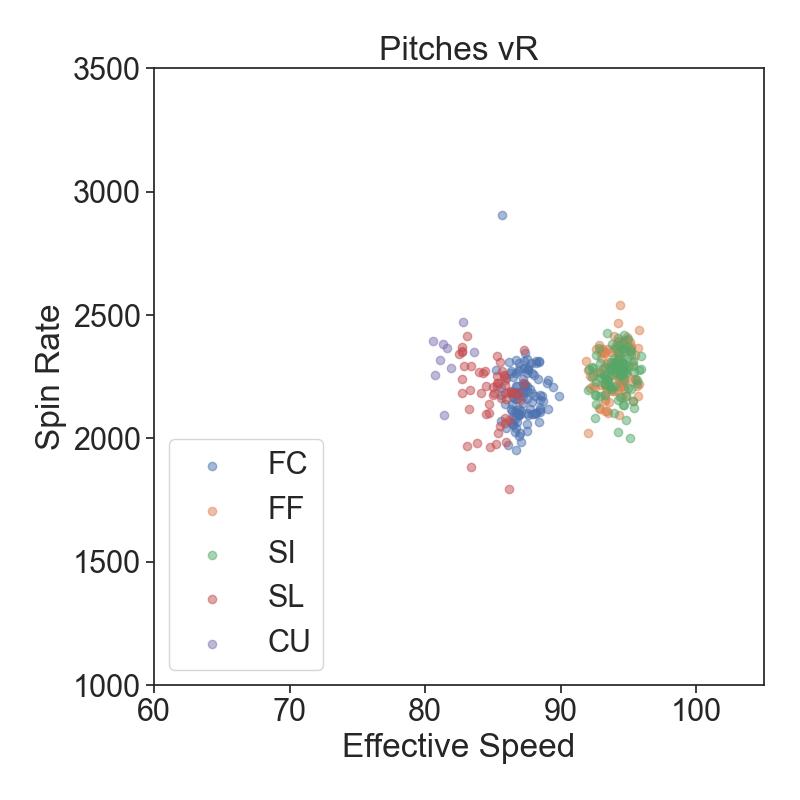 Pitches vR
3500
3000
2500
2000
1500
1000
Spin Rate
FC
FF
SI
SL
CU
60 70 80 90 100
Effective Speed